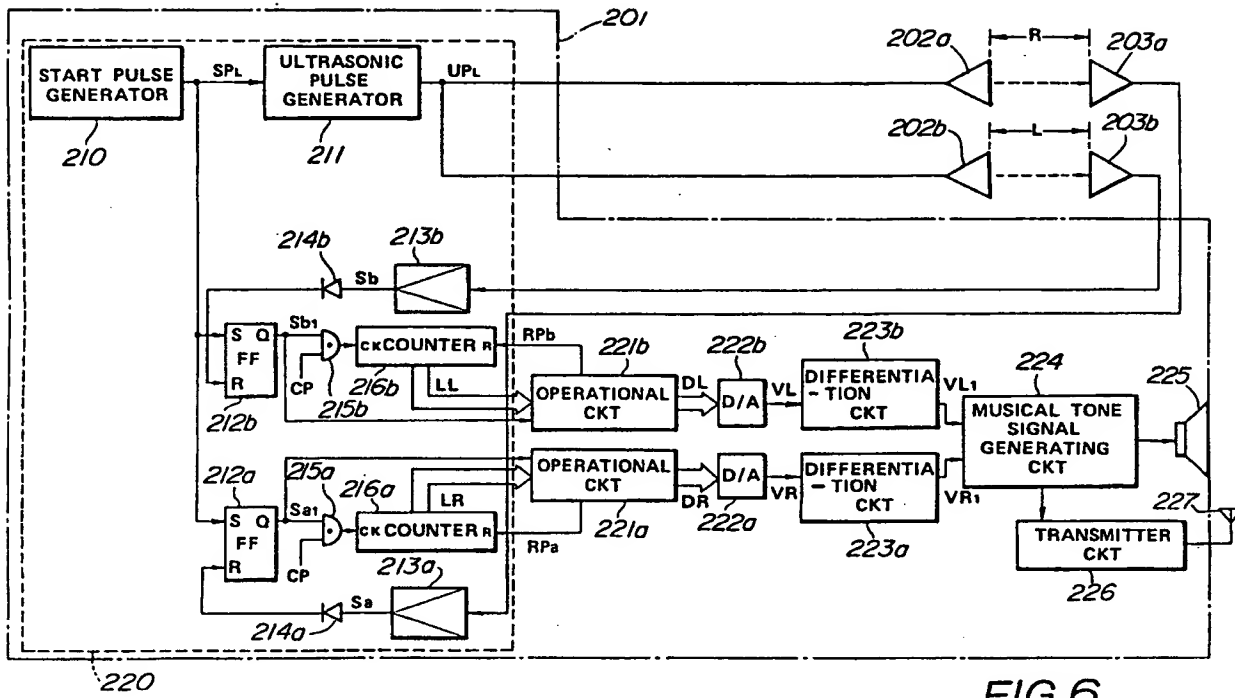 201
START PULSE
GENERATOR
210
SPL
ULTRASONIC
PULSE
GENERATOR
211
UPL
202a
R
203a
202b
L
203b
214b
Sb
213b
S Q
FF
R
212b
Sb1
CP
215b
CK COUNTER R
216b
LL
RPb
221b
OPERATIONAL
CKT
DL
222b
D/A
VL
223b
DIFFERENTIA
-TION
CKT
VL1
224
MUSICAL TONE
SIGNAL
GENERATING
CKT
225
212a
S Q
FF
R
215a
Sa1
CP
216a
CK COUNTER R
LR
RPa
OPERATIONAL
CKT
221a
DR
D/A
222a
VR
DIFFERENTIA
-TION
CKT
223a
VR1
227
TRANSMITTER
CKT
226
213a
Sa
214a
220
FIG.6